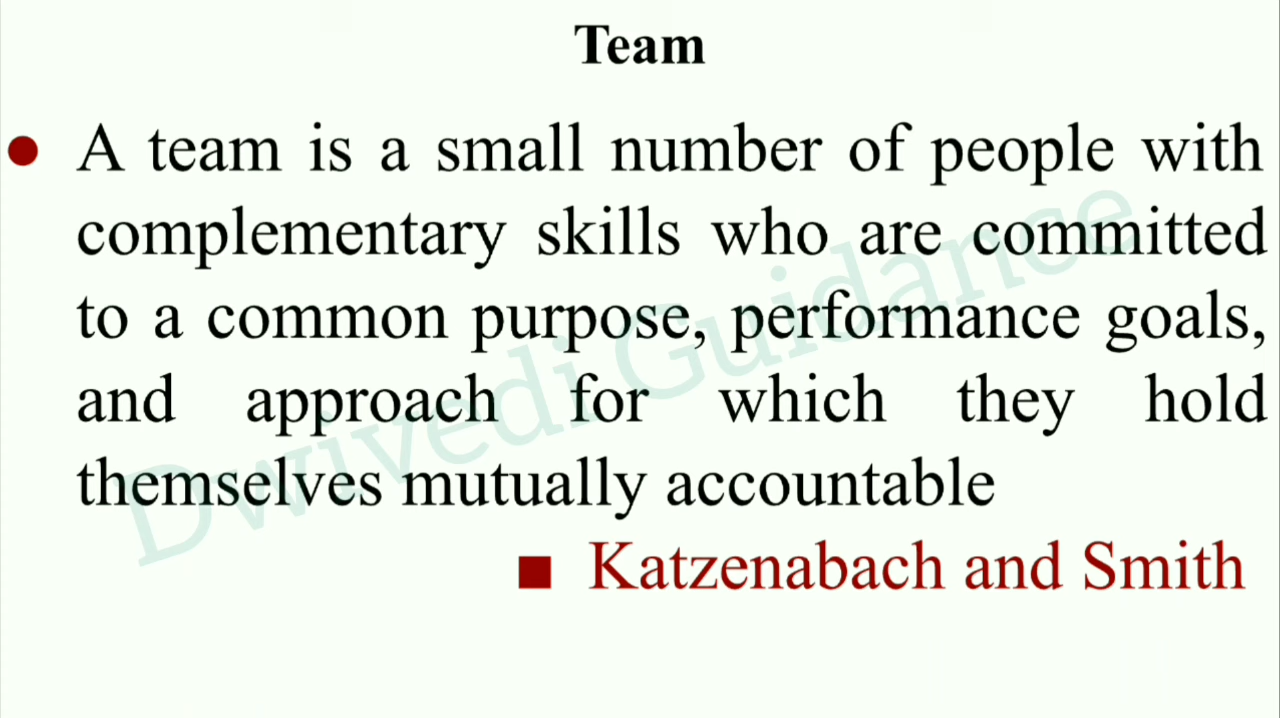 Team
● A team is a small number of people with
complementary skills who are committed
to a common purpose, performance goals,
and approach for which they hold
themselves mutually accountable
■ Katzenabach and Smith
Dwivedi Guidance